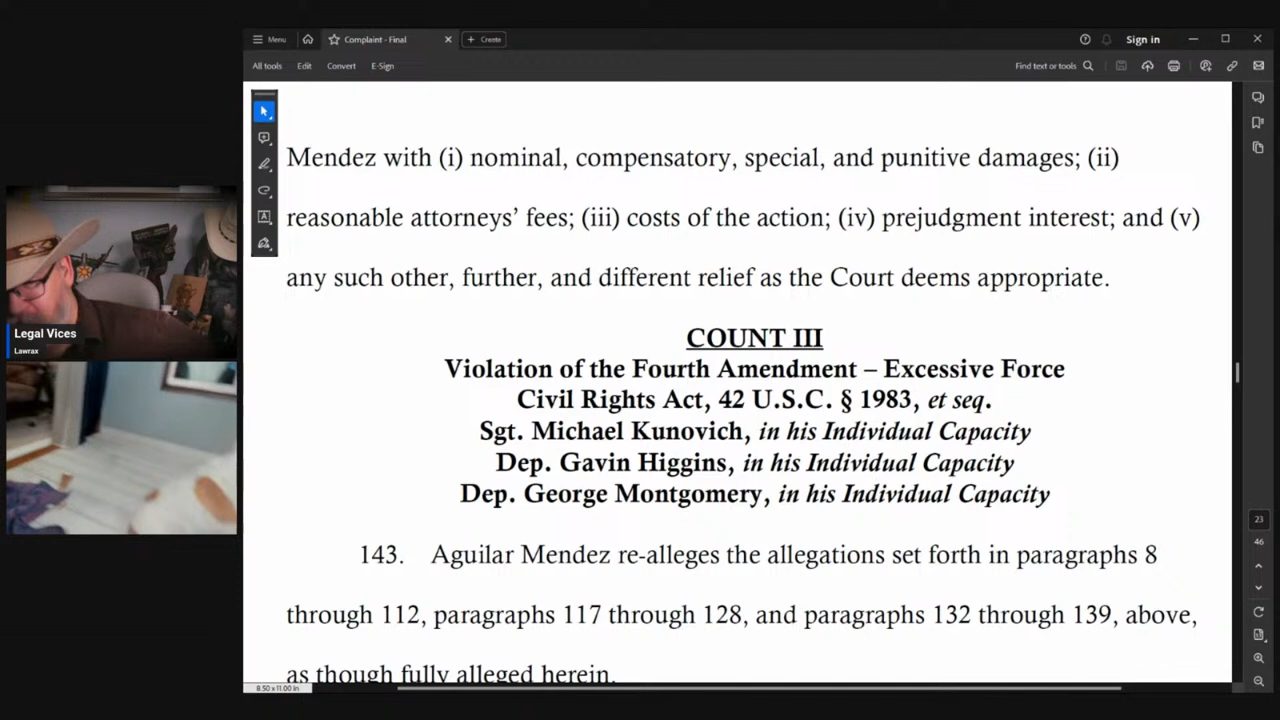 Menu
Complaint - Final
Create
Sign in
All tools
Edit
Convert
E-Sign
Find text or tools
Mendez with (i) nominal, compensatory, special, and punitive damages; (ii)
reasonable attorneys' fees; (iii) costs of the action; (iv) prejudgment interest; and (v)
any such other, further, and different relief as the Court deems appropriate.
COUNT III
Violation of the Fourth Amendment – Excessive Force
Civil Rights Act, 42 U.S.C. § 1983, et seq.
Sgt. Michael Kunovich, in his Individual Capacity
Dep. Gavin Higgins, in his Individual Capacity
Dep. George Montgomery, in his Individual Capacity
143. Aguilar Mendez re-alleges the allegations set forth in paragraphs 8
through 112, paragraphs 117 through 128, and paragraphs 132 through 139, above,
as though fully alleged herein.
8.50 x 11.00 in
23
46
Legal Vices
Lawrax